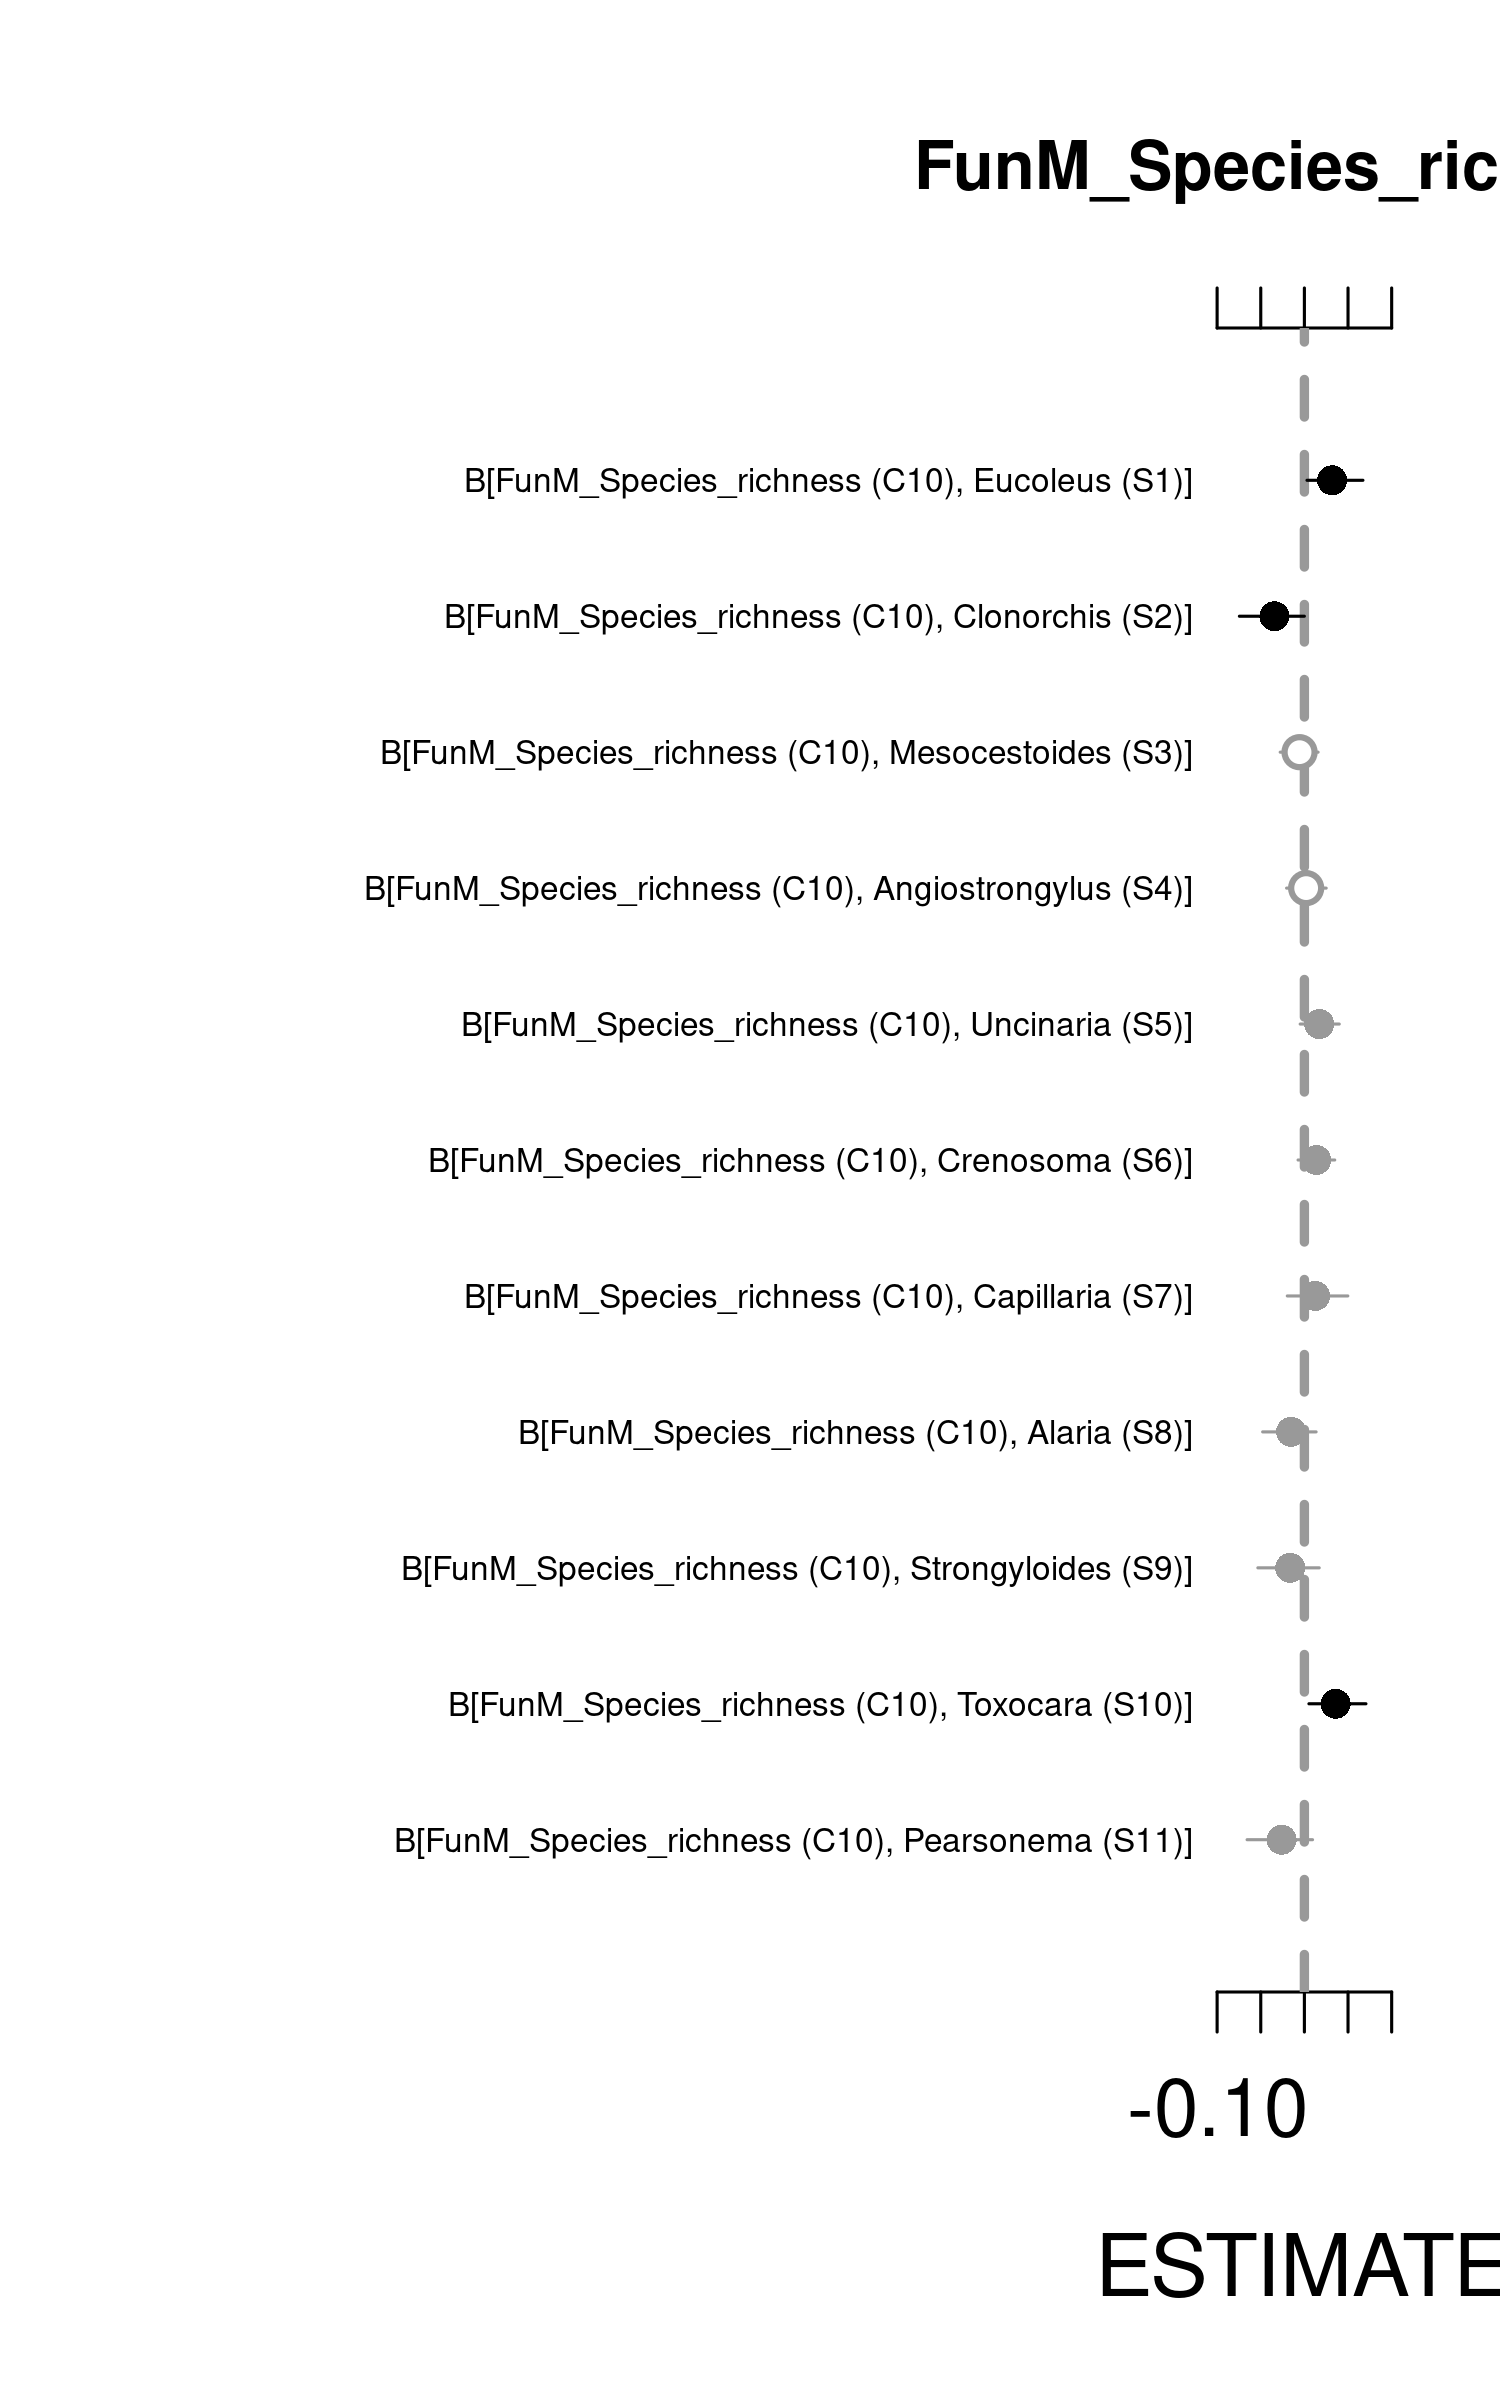 FunM_Species_ric
B[FunM_Species_richness (C10), Eucoleus (S1)]
B[FunM_Species_richness (C10), Clonorchis (S2)]
B[FunM_Species_richness (C10), Mesocestoides (S3)]
B[FunM_Species_richness (C10), Angiostrongylus (S4)]
B[FunM_Species_richness (C10), Uncinaria (S5)]
B[FunM_Species_richness (C10), Crenosoma (S6)]
B[FunM_Species_richness (C10), Capillaria (S7)]
B[FunM_Species_richness (C10), Alaria (S8)]
B[FunM_Species_richness (C10), Strongyloides (S9)]
B[FunM_Species_richness (C10), Toxocara (S10)]
B[FunM_Species_richness (C10), Pearsonema (S11)]
-0.10
ESTIMATE